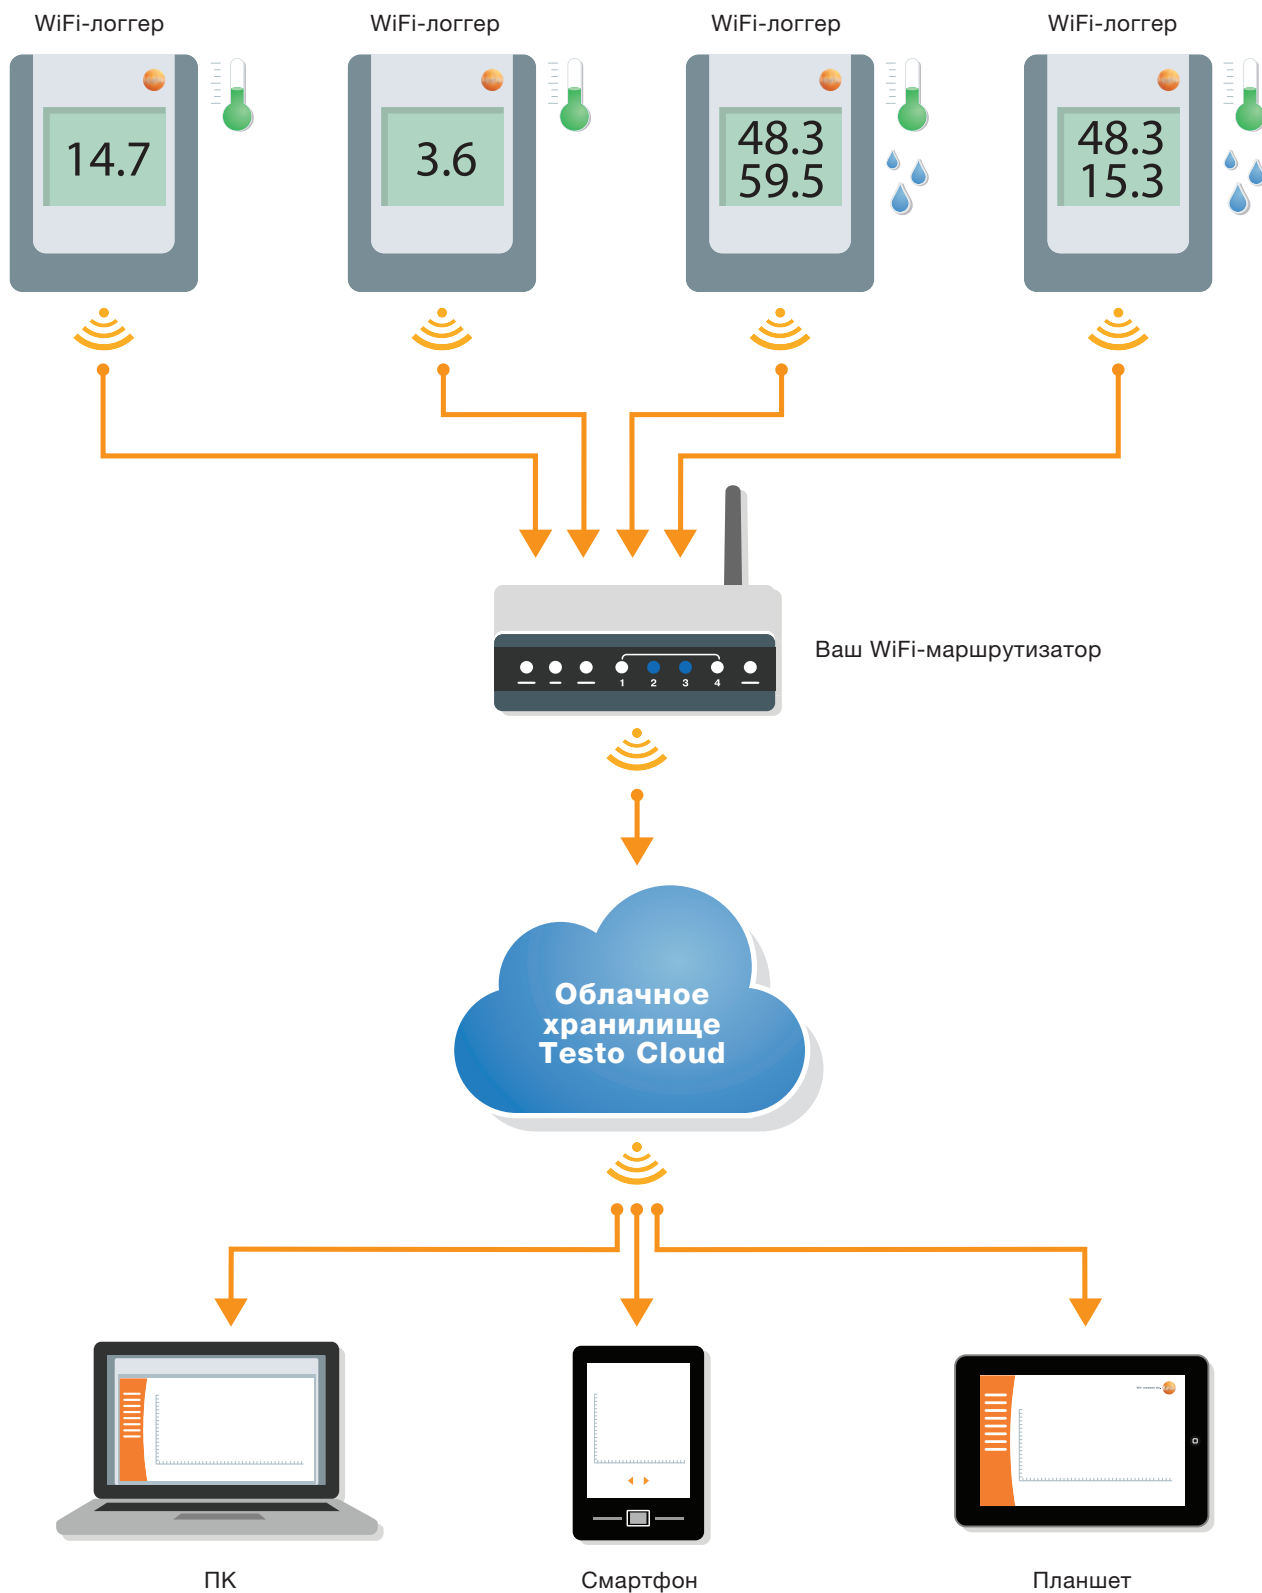 WiFi-логгер WiFi-логгер WiFi-логгер WiFi-логгер
14.7
3.6
48.3
59.5
48.3
15.3
Ваш WiFi-маршрутизатор
1 2 3 4
Облачное
хранилище
Testo Cloud
ПК Смартфон Планшет